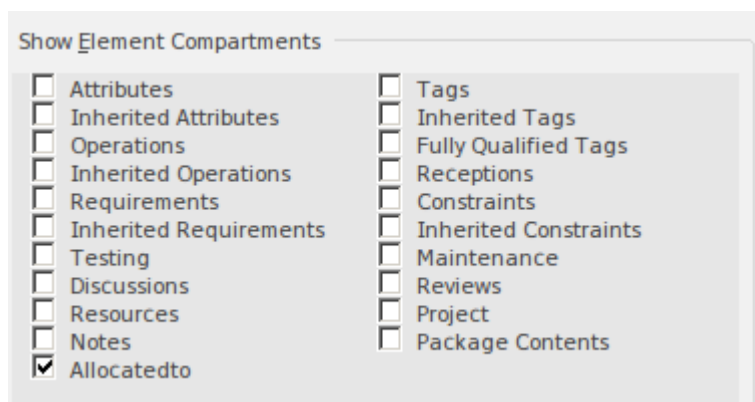 Show Element Compartments
Attributes
Inherited Attributes
Operations
Inherited Operations
Requirements
Inherited Requirements
Testing
Discussions
Resources
Notes
Allocatedto
Tags
Inherited Tags
Fully Qualified Tags
Receptions
Constraints
Inherited Constraints
Maintenance
Reviews
Project
Package Contents